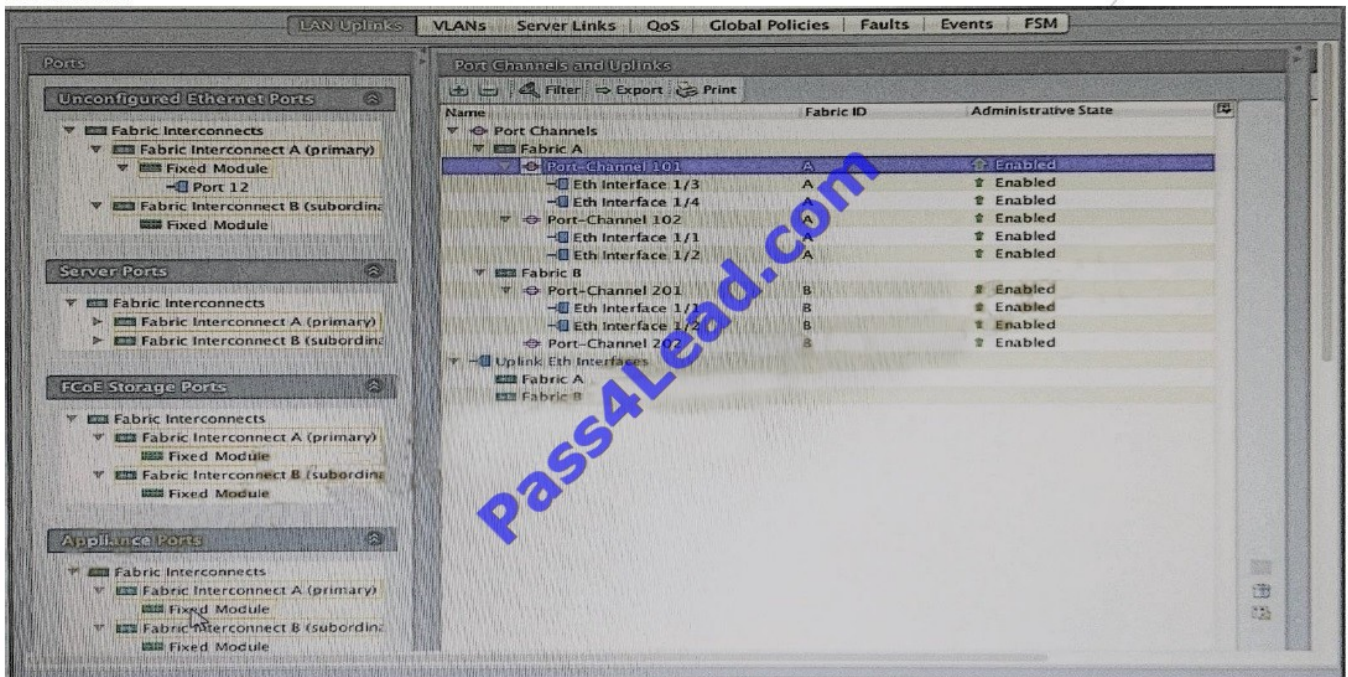 LAN Uplinks VLANs Server Links QoS Global Policies Faults Events FSM
Ports
Unconfigured Ethernet Ports
Fabric Interconnects
Fabric Interconnect A (primary)
Fixed Module
Port 12
Fabric Interconnect B (subordina
Fixed Module
Server Ports
Fabric Interconnects
Fabric Interconnect A (primary)
Fabric Interconnect B (subordina
FCoE Storage Ports
Fabric Interconnects
Fabric Interconnect A (primary)
Fixed Module
Fabric Interconnect B (subordina
Fixed Module
Appliance Ports
Fabric Interconnects
Fabric Interconnect A (primary)
Fixed Module
Fabric Interconnect B (subordina
Fixed Module
Port Channels and Uplinks
Filter Export Print
Name Fabric ID Administrative State
Port Channels
Fabric A
Port-Channel 101 A Enabled
Eth Interface 1/3 A Enabled
Eth Interface 1/4 A Enabled
Port-Channel 102 A Enabled
Eth Interface 1/1 A Enabled
Eth Interface 1/2 A Enabled
Fabric B
Port-Channel 201 B Enabled
Eth Interface 1/1 B Enabled
Eth Interface 1/2 B Enabled
Port-Channel 202 B Enabled
Uplink Eth Interfaces
Fabric A
Fabric B
Pass4Lead.com